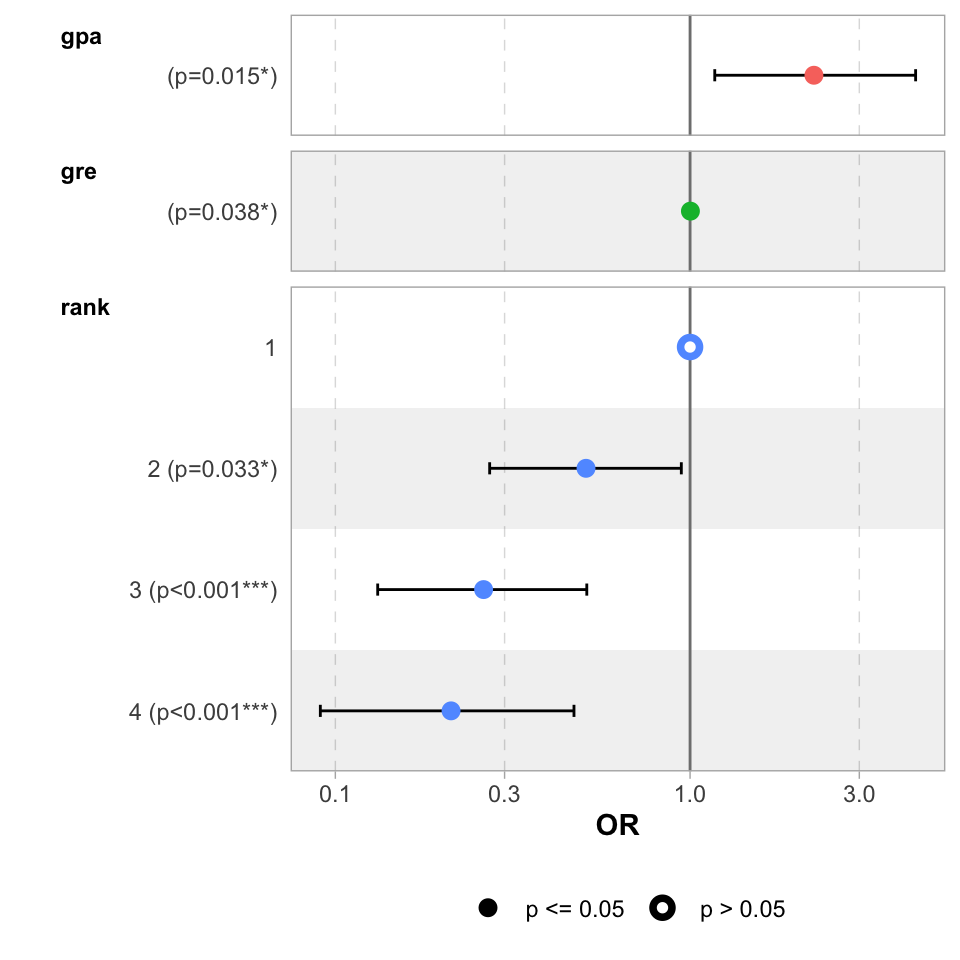 gpa
(p=0.015*)
gre
(p=0.038*)
rank
1
2 (p=0.033*)
3 (p<0.001***)
4 (p<0.001***)
0.1 0.3 1.0 3.0
OR
p <= 0.05 p > 0.05